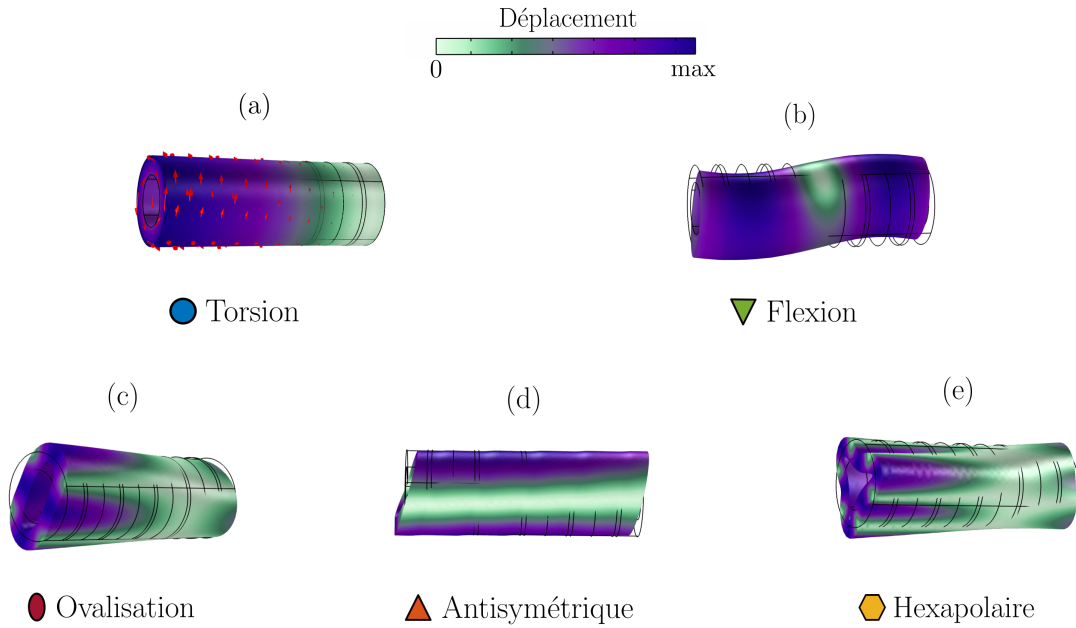 Déplacement
0 max
(a)
(b)
Torsion
Flexion
(c)
(d)
(e)
Ovalisation
Antisymétrique
Hexapolaire